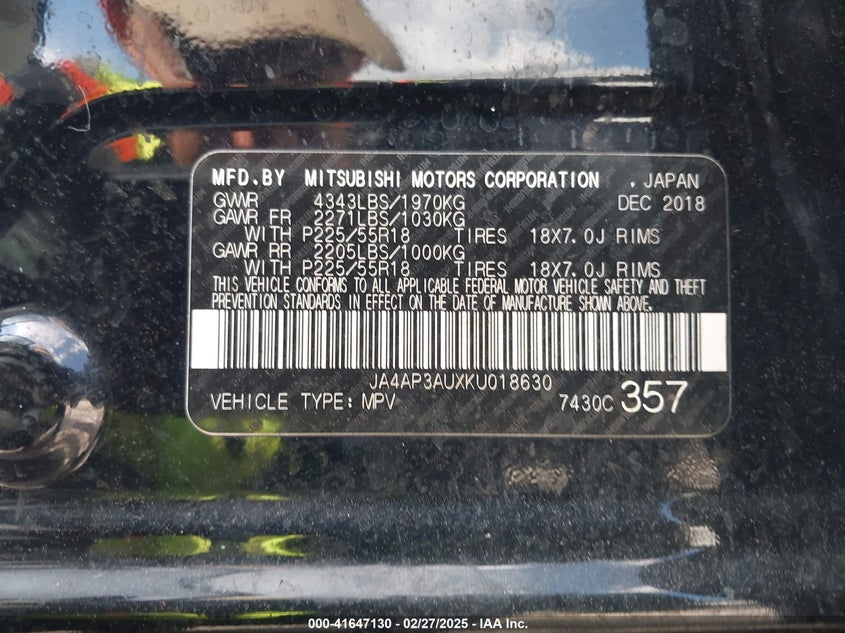 MFD.BY MITSUBISHI MOTORS CORPORATION , JAPAN
GVWR 4343LBS/1970KG DEC 2018
GAWR FR 2271LBS/1030KG
WITH P225/55R18 TIRES 18X7.0J RIMS
GAWR RR 2205LBS/1000KG
WITH P225/55R18 TIRES 18X7.0J RIMS
THIS VEHICLE CONFORMS TO ALL APPLICABLE FEDERAL MOTOR VEHICLE SAFETY AND THEFT
PREVENTION STANDARDS IN EFFECT ON THE DATE OF MANUFACTURE SHOWN ABOVE.
JA4AP3AUXKU018630
VEHICLE TYPE: MPV 7430C 357
000-41647130 - 02/27/2025 - IAA Inc.